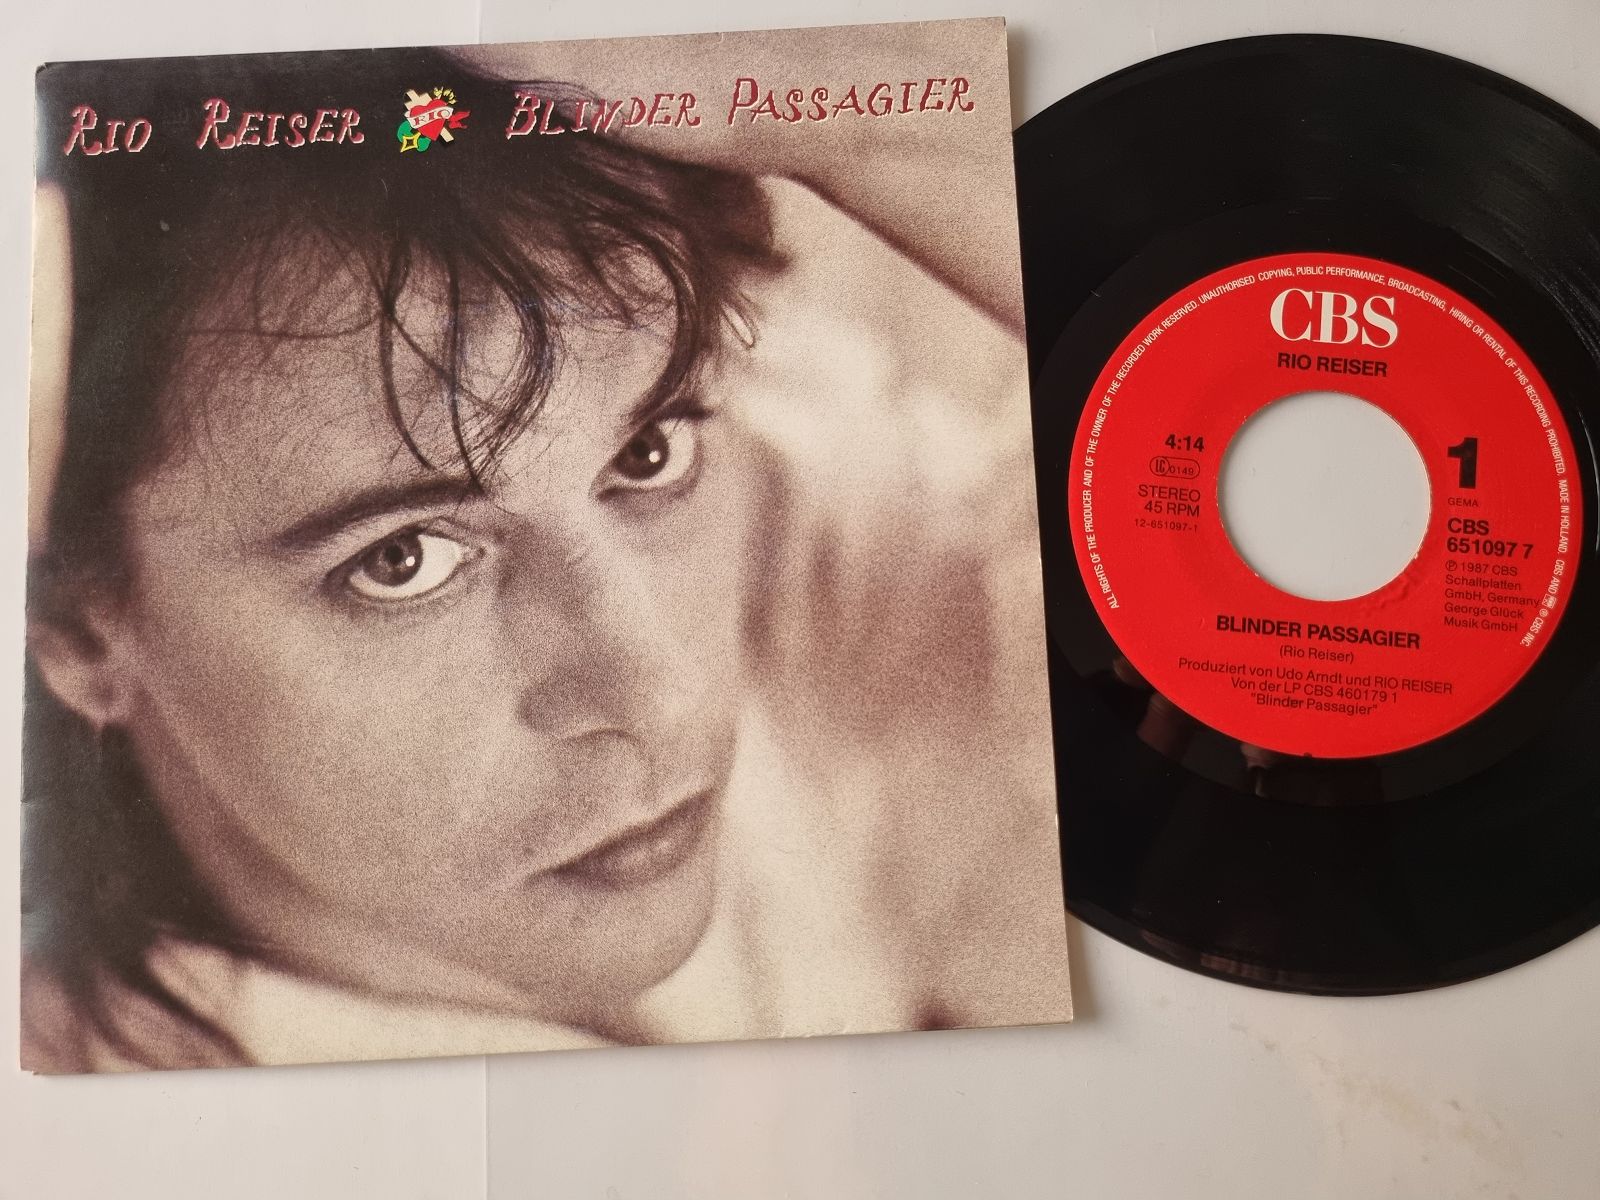 RIO REISER RIO BLINDER PASSAGIER
ALL RIGHTS OF THE PRODUCER AND OF THE OWNER OF THE RECORDED WORK RESERVED. UNAUTHORISED COPYING, PUBLIC PERFORMANCE, BROADCASTING, HIRING OR RENTAL OF THIS RECORDING PROHIBITED. MADE IN HOLLAND. CBS AND ℗ © CBS INC.
CBS
RIO REISER
4:14
LC 0149
STEREO
45 RPM
12-651097-1
1
GEMA
CBS
651097 7
℗ 1987 CBS
Schallplatten
GmbH, Germany
George Glück
Musik GmbH
BLINDER PASSAGIER
(Rio Reiser)
Produziert von Udo Arndt und RIO REISER
Von der LP CBS 460179 1
"Blinder Passagier"